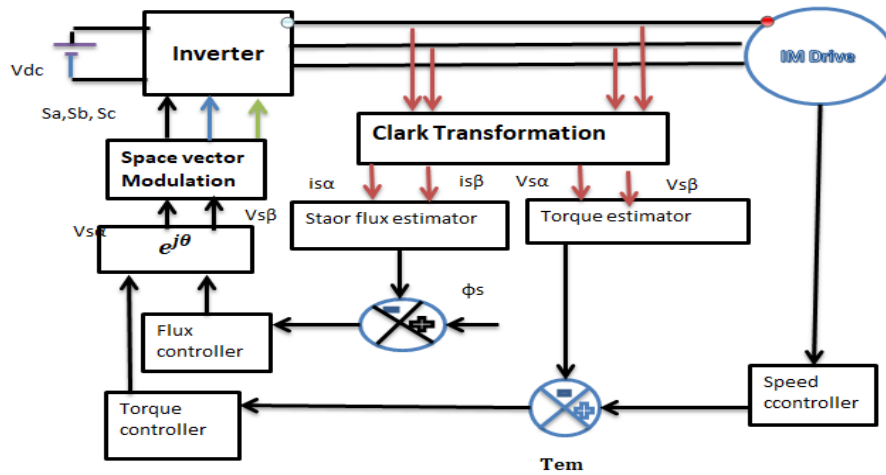 Inverter
IM Drive
Vdc
Sa,Sb, Sc
Clark Transformation
Space vector
Modulation
isα
isβ
Vsα
Vsβ
Vsβ
Vsα
Staor flux estimator
Torque estimator
e^{jθ}
-
+
ϕs
Flux
controller
Speed
ccontroller
Torque
controller
-
+
Tem